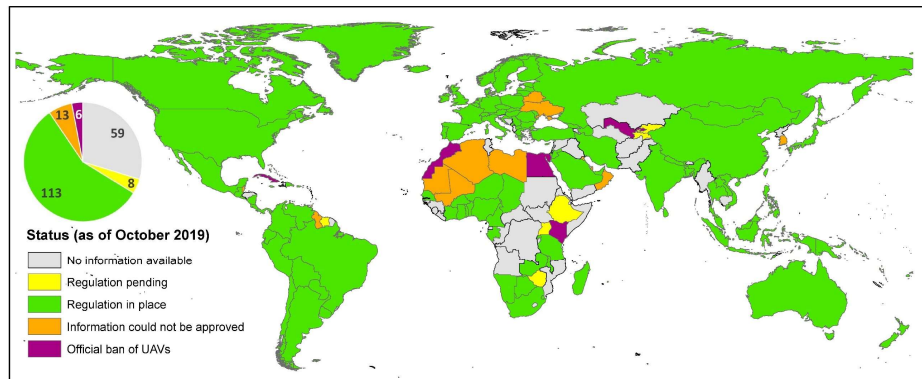 13
6
59
8
113
Status (as of October 2019)
No information available
Regulation pending
Regulation in place
Information could not be approved
Official ban of UAVs